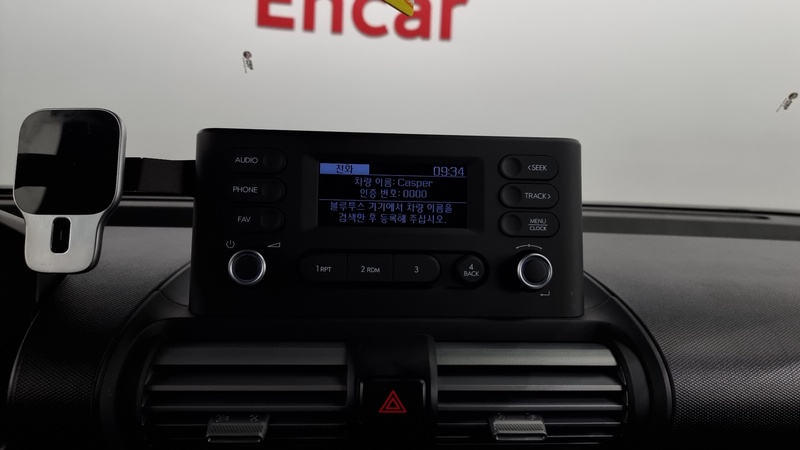 Encar
AUDIO
PHONE
FAV
전화 09:34
차량 이름: Casper
인증 번호: 0000
블루투스 기기에서 차량 이름을
검색한 후 등록해 주십시오.
<SEEK
TRACK>
MENU
CLOCK
1 RPT
2 RDM
3
4
BACK